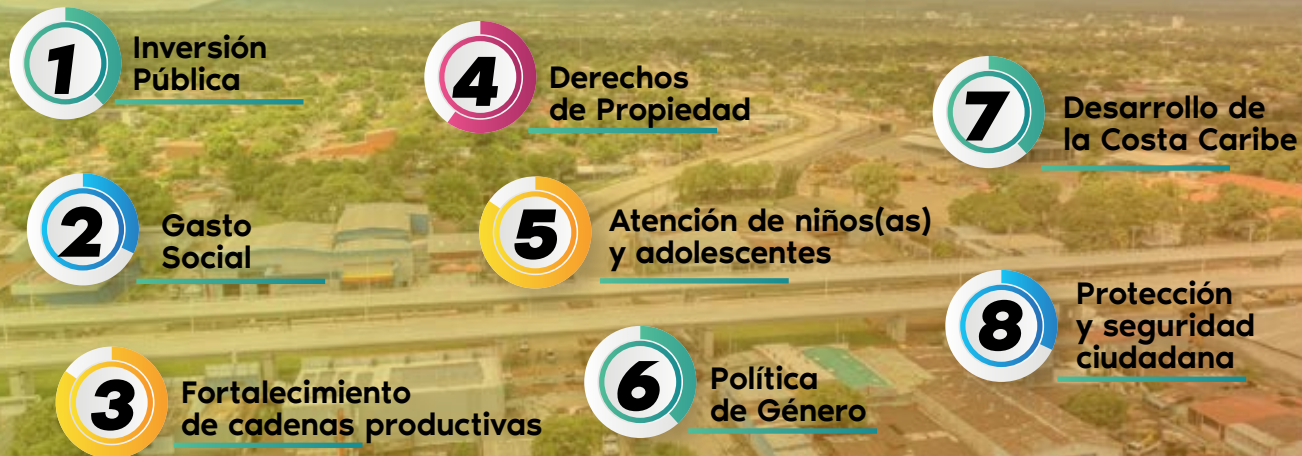 1
Inversión
Pública
2
Gasto
Social
3
Fortalecimiento
de cadenas productivas
4
Derechos
de Propiedad
5
Atención de niños(as)
y adolescentes
6
Política
de Género
7
Desarrollo de
la Costa Caribe
8
Protección
y seguridad
ciudadana